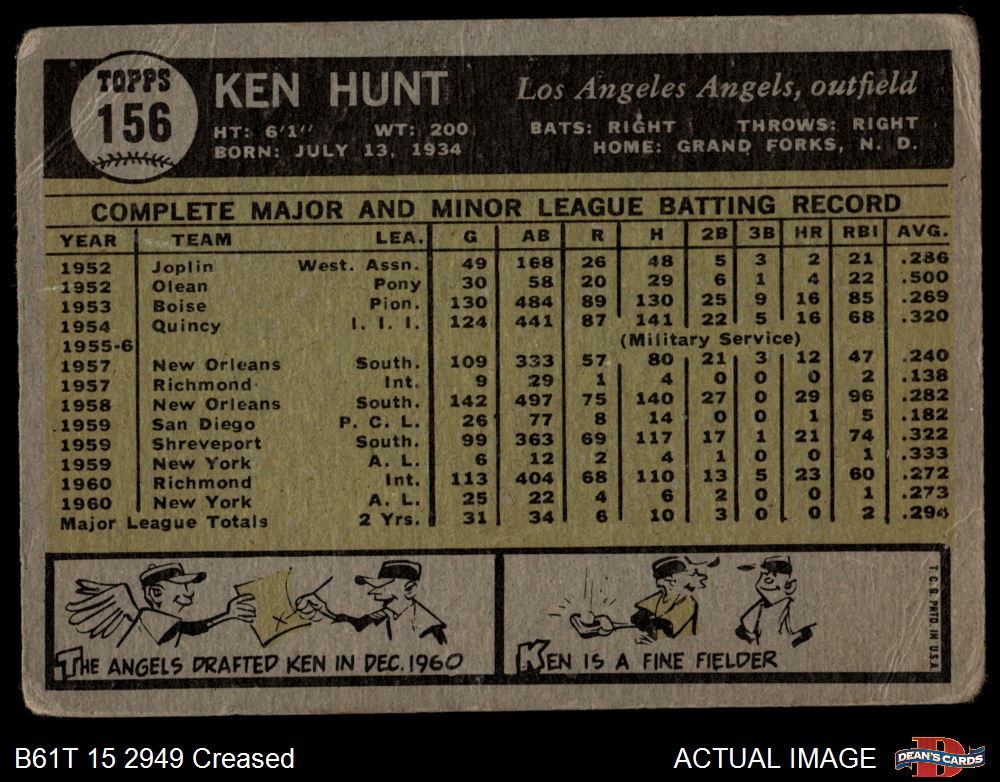 TOPPS
156
KEN HUNT
Los Angeles Angels, outfield
HT: 6'1" WT: 200 BATS: RIGHT THROWS: RIGHT
BORN: JULY 13, 1934 HOME: GRAND FORKS, N. D.
COMPLETE MAJOR AND MINOR LEAGUE BATTING RECORD
YEAR TEAM LEA. G AB R H 2B 3B HR RBI AVG.
1952 Joplin West. Assn. 49 168 26 48 5 3 2 21 .286
1952 Olean Pony 30 58 20 29 6 1 4 22 .500
1953 Boise Pion. 130 484 89 130 25 9 16 85 .269
1954 Quincy I. I. I. 124 441 87 141 22 5 16 68 .320
1955-6 (Military Service)
1957 New Orleans South. 109 333 57 80 21 3 12 47 .240
1957 Richmond Int. 9 29 1 4 0 0 0 2 .138
1958 New Orleans South. 142 497 75 140 27 0 29 96 .282
1959 San Diego P. C. L. 26 77 8 14 0 0 1 5 .182
1959 Shreveport South. 99 363 69 117 17 1 21 74 .322
1959 New York A. L. 6 12 2 4 1 0 0 1 .333
1960 Richmond Int. 113 404 68 110 13 5 23 60 .272
1960 New York A. L. 25 22 4 6 2 0 0 1 .273
Major League Totals 2 Yrs. 31 34 6 10 3 0 0 2 .294
THE ANGELS DRAFTED KEN IN DEC. 1960
KEN IS A FINE FIELDER
T. C. G. PRTD. IN U.S.A.
B61T 15 2949 Creased
ACTUAL IMAGE
D
DEAN'S CARDS